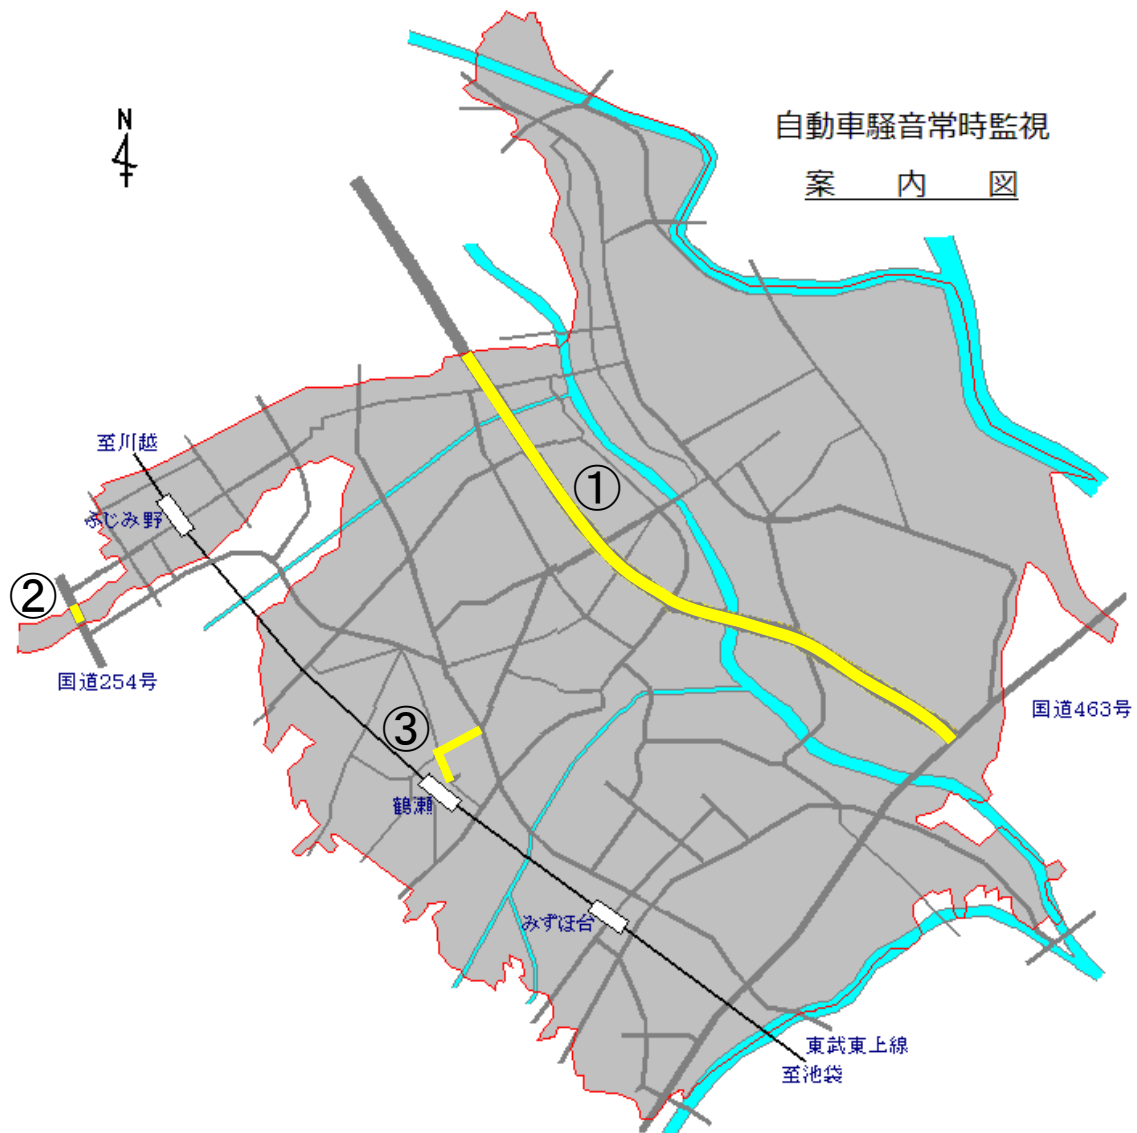 自動車騒音常時監視
案 内 図
N
至川越
ふじみ野
①
②
国道254号
国道463号
③
鶴瀬
みずほ台
東武東上線
至池袋